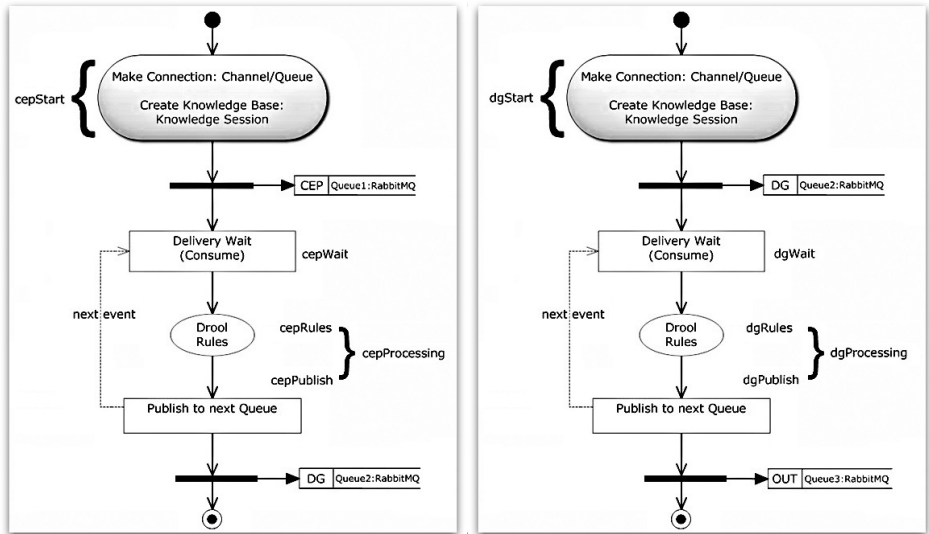 Make Connection: Channel/Queue
cepStart
Create Knowledge Base:
Knowledge Session
CEP Queue1:RabbitMQ
Delivery Wait
(Consume)
cepWait
next event
Drool
Rules
cepRules
cepProcessing
cepPublish
Publish to next Queue
DG Queue2:RabbitMQ
Make Connection: Channel/Queue
dgStart
Create Knowledge Base:
Knowledge Session
DG Queue2:RabbitMQ
Delivery Wait
(Consume)
dgWait
next event
Drool
Rules
dgRules
dgProcessing
dgPublish
Publish to next Queue
OUT Queue3:RabbitMQ